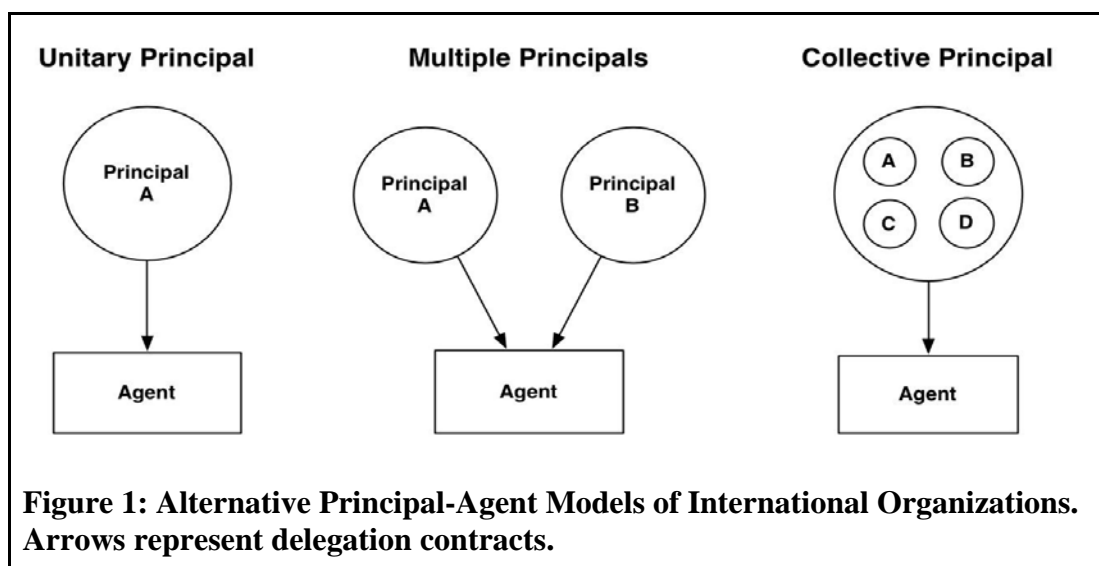 Unitary Principal
Multiple Principals
Collective Principal
Principal
A
Principal
A
Principal
B
A
B
C
D
Agent
Agent
Agent
Figure 1: Alternative Principal-Agent Models of International Organizations.
Arrows represent delegation contracts.